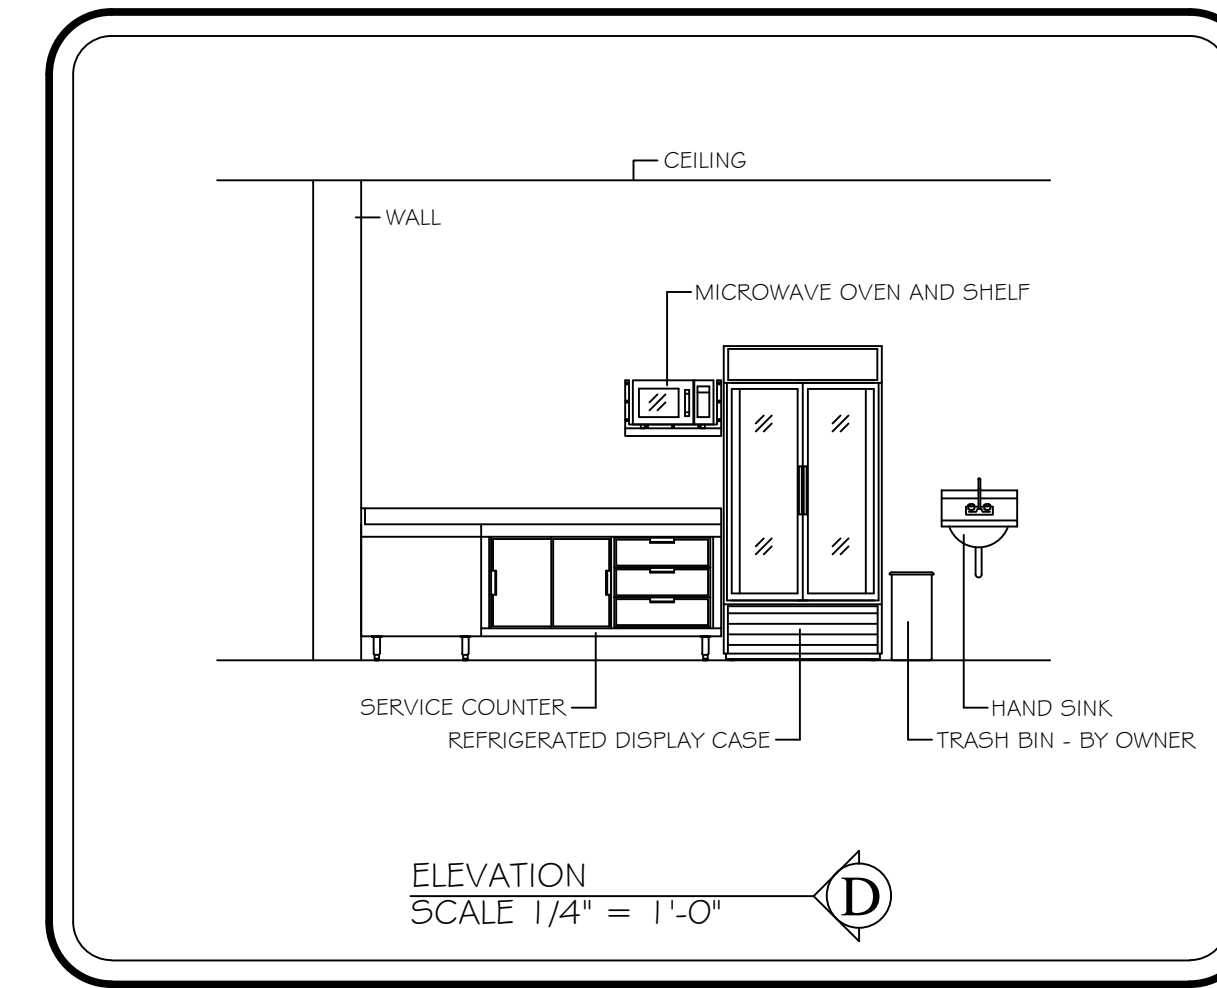 CEILING
WALL
MICROWAVE OVEN AND SHELF
SERVICE COUNTER
HAND SINK
REFRIGERATED DISPLAY CASE
TRASH BIN - BY OWNER
ELEVATION
SCALE 1/4" = 1'-0"
D